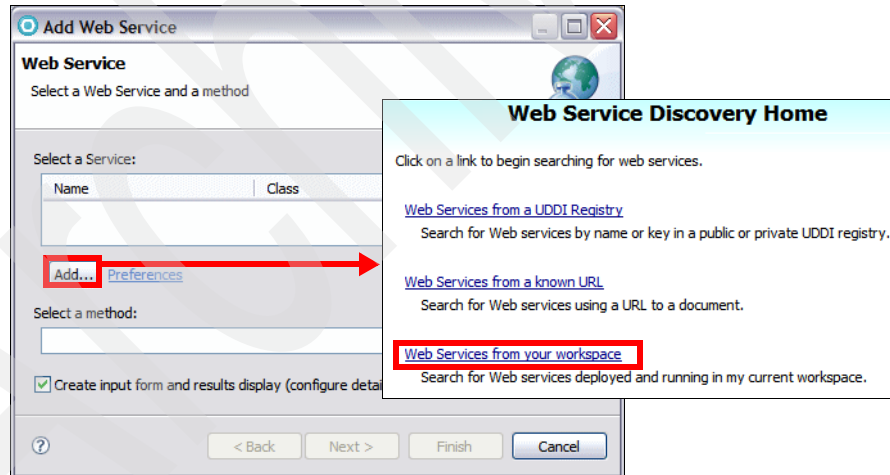 Add Web Service
Web Service
Select a Web Service and a method
Select a Service:
Name Class
Add... Preferences
Select a method:
Create input form and results display (configure detai
< Back Next > Finish Cancel
Web Service Discovery Home
Click on a link to begin searching for web services.
Web Services from a UDDI Registry
Search for Web services by name or key in a public or private UDDI registry.
Web Services from a known URL
Search for Web services using a URL to a document.
Web Services from your workspace
Search for Web services deployed and running in my current workspace.